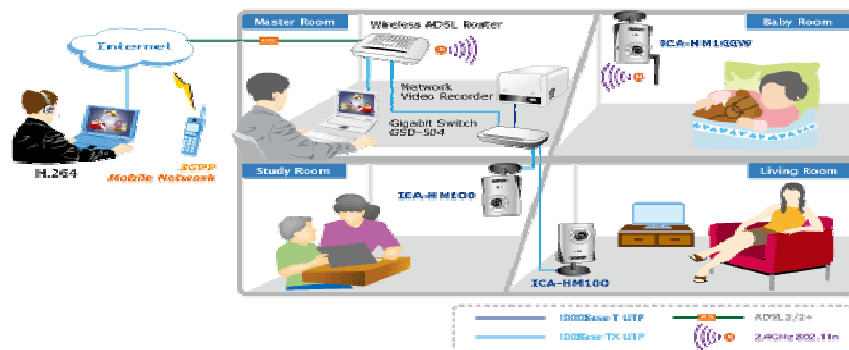 Master Room
Wireless ADSL Router
Baby Room
Internet
ICA-HM100W
Network
Video Recorder
Gigabit Switch
GSD-504
H.264
3GPP
Mobile Network
Study Room
ICA-HM100
Living Room
ICA-HM100
1000Base-T UTP
ADSL 2/2+
100Base-TX UTP
2.4GHz 802.11n